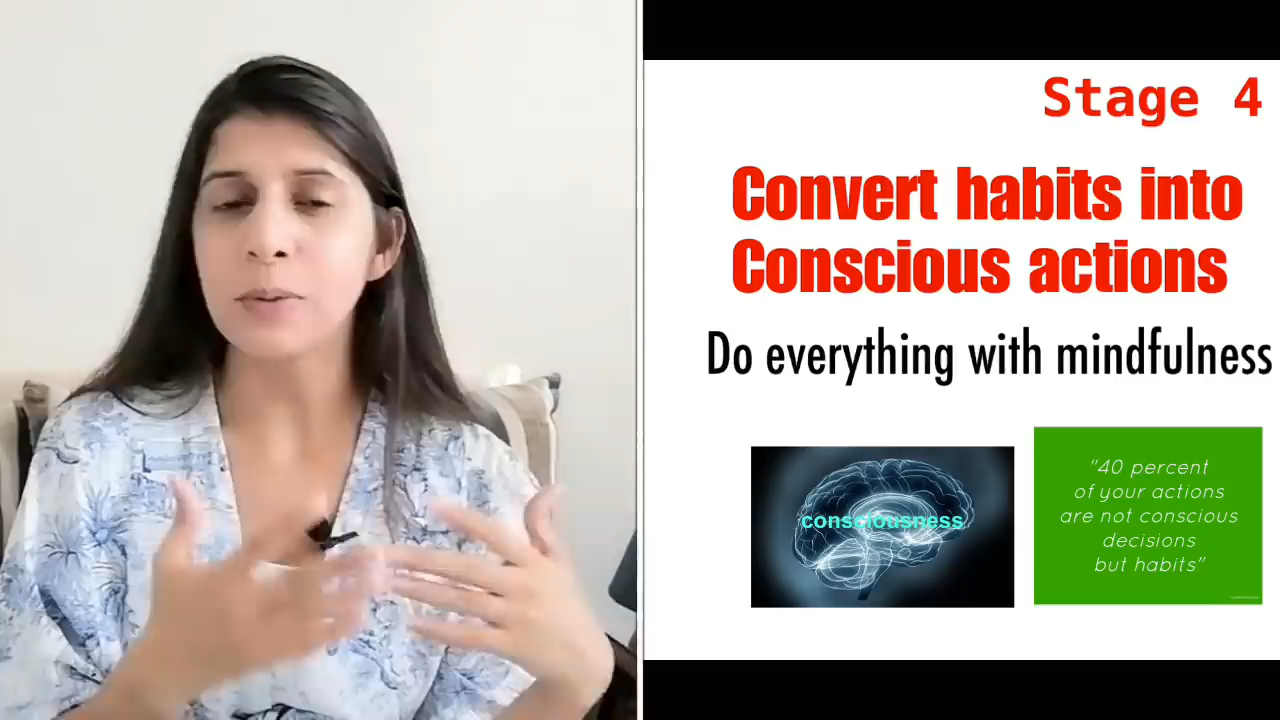 Stage 4
Convert habits into
Conscious actions
Do everything with mindfulness
consciousness
"40 percent
of your actions
are not conscious
decisions
but habits"